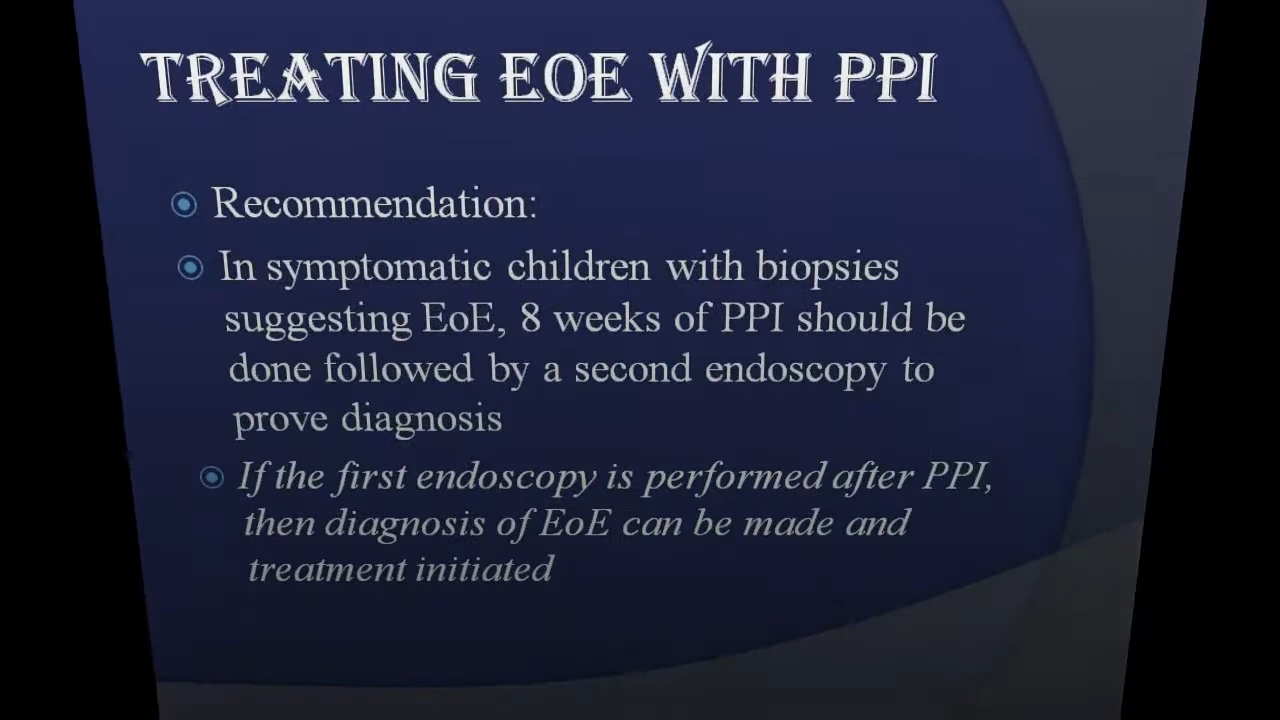 TREATING EOE WITH PPI
Recommendation:
In symptomatic children with biopsies
suggesting EoE, 8 weeks of PPI should be
done followed by a second endoscopy to
prove diagnosis
If the first endoscopy is performed after PPI,
then diagnosis of EoE can be made and
treatment initiated